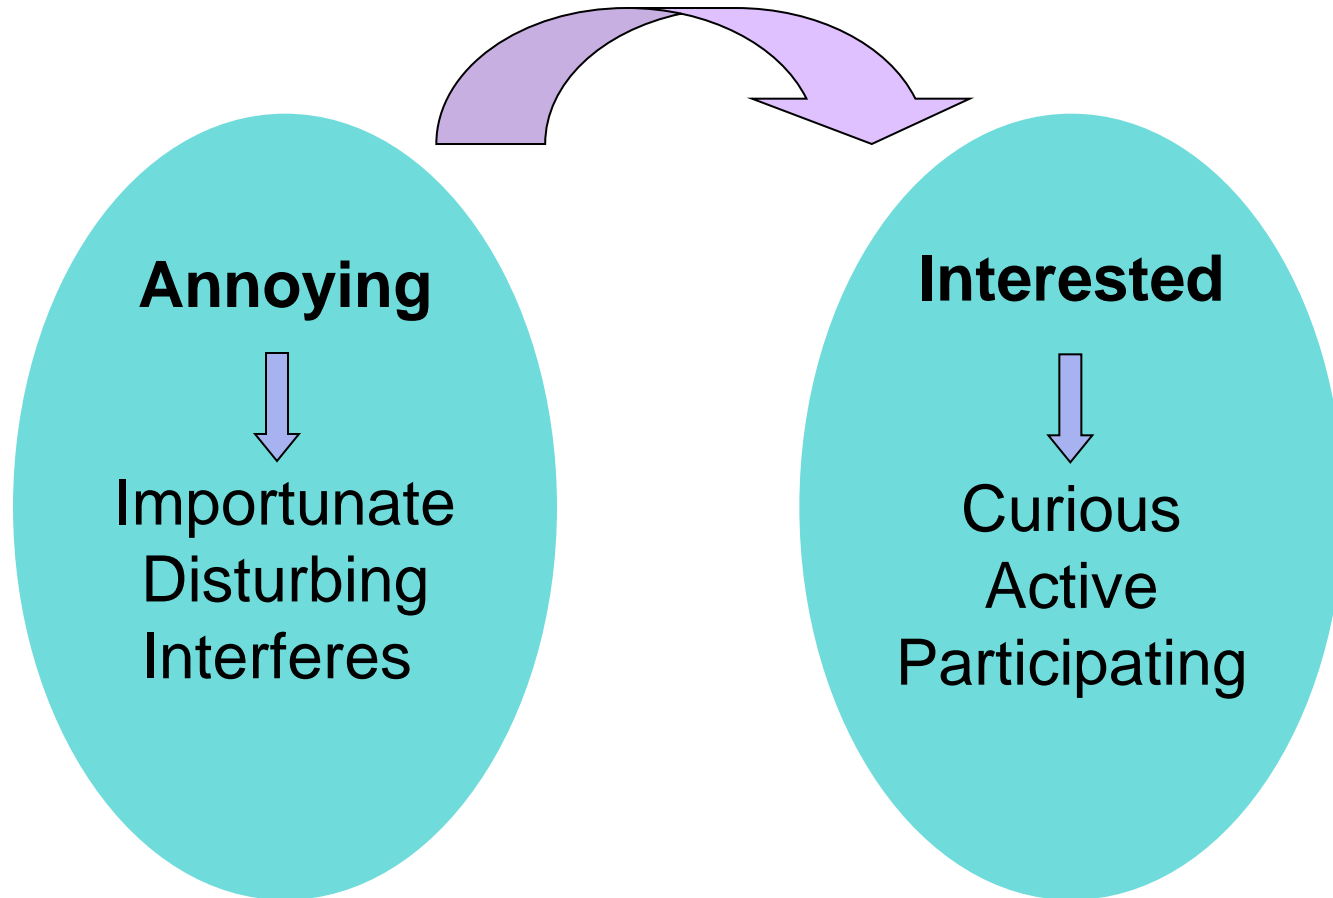 Annoying
Importunate
Disturbing
Interferes
Interested
Curious
Active
Participating